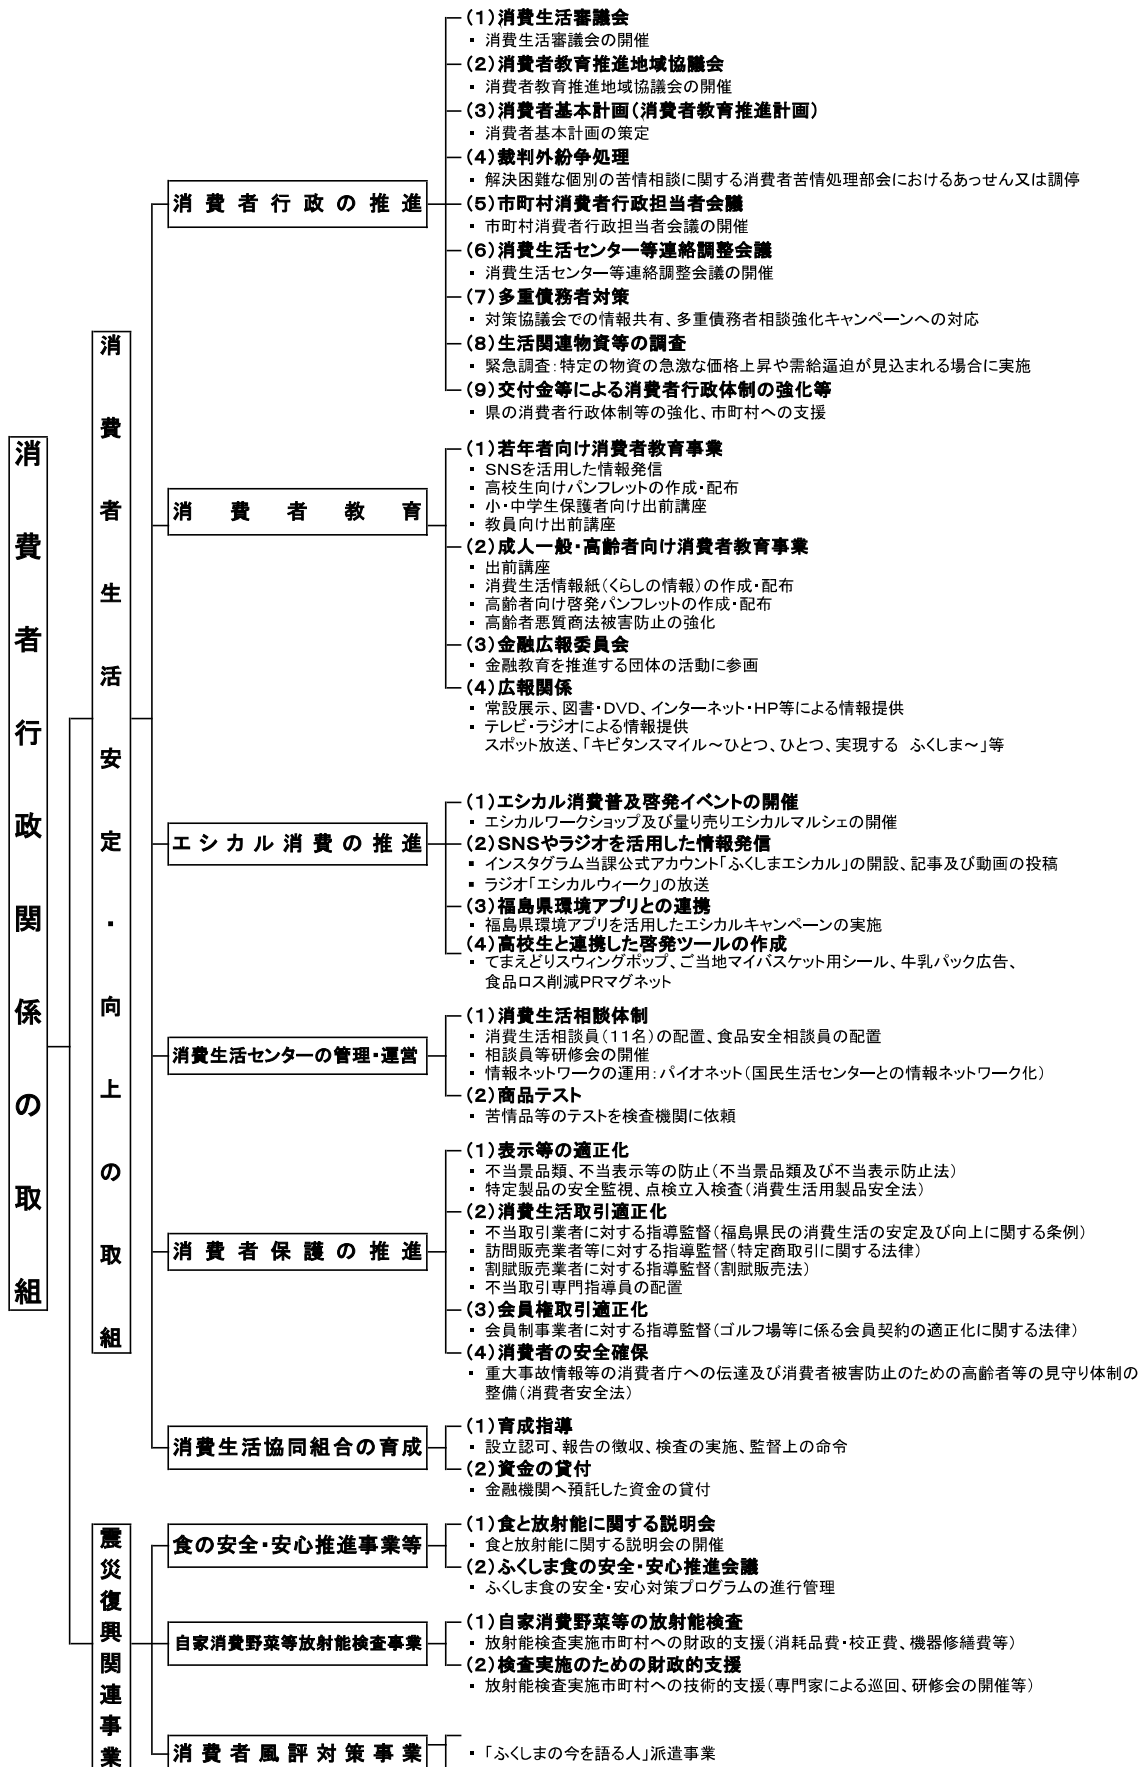 消費者行政関係の取組
消費者生活安定・向上の取組
消費者行政の推進
(1)消費生活審議会
▪ 消費生活審議会の開催
(2)消費者教育推進地域協議会
▪ 消費者教育推進地域協議会の開催
(3)消費者基本計画(消費者教育推進計画)
▪ 消費者基本計画の策定
(4)裁判外紛争処理
▪ 解決困難な個別の苦情相談に関する消費者苦情処理部会におけるあっせん又は調停
(5)市町村消費者行政担当者会議
▪ 市町村消費者行政担当者会議の開催
(6)消費生活センター等連絡調整会議
▪ 消費生活センター等連絡調整会議の開催
(7)多重債務者対策
▪ 対策協議会での情報共有、多重債務者相談強化キャンペーンへの対応
(8)生活関連物資等の調査
▪ 緊急調査:特定の物資の急激な価格上昇や需給逼迫が見込まれる場合に実施
(9)交付金等による消費者行政体制の強化等
▪ 県の消費者行政体制等の強化、市町村への支援
消費者教育
(1)若年者向け消費者教育事業
▪ SNSを活用した情報発信
▪ 高校生向けパンフレットの作成・配布
▪ 小・中学生保護者向け出前講座
▪ 教員向け出前講座
(2)成人一般・高齢者向け消費者教育事業
▪ 出前講座
▪ 消費生活情報紙(くらしの情報)の作成・配布
▪ 高齢者向け啓発パンフレットの作成・配布
▪ 高齢者悪質商法被害防止の強化
(3)金融広報委員会
▪ 金融教育を推進する団体の活動に参画
(4)広報関係
▪ 常設展示、図書・DVD、インターネット・HP等による情報提供
▪ テレビ・ラジオによる情報提供
スポット放送、「キビタンスマイル～ひとつ、ひとつ、実現する ふくしま～」等
エシカル消費の推進
(1)エシカル消費普及啓発イベントの開催
▪ エシカルワークショップ及び量り売りエシカルマルシェの開催
(2)SNSやラジオを活用した情報発信
▪ インスタグラム当課公式アカウント「ふくしまエシカル」の開設、記事及び動画の投稿
▪ ラジオ「エシカルウィーク」の放送
(3)福島県環境アプリとの連携
▪ 福島県環境アプリを活用したエシカルキャンペーンの実施
(4)高校生と連携した啓発ツールの作成
▪ てまえどりスウィングポップ、ご当地マイバスケット用シール、牛乳パック広告、
食品ロス削減PRマグネット
消費生活センターの管理・運営
(1)消費生活相談体制
▪ 消費生活相談員(11名)の配置、食品安全相談員の配置
▪ 相談員等研修会の開催
▪ 情報ネットワークの運用:パイオネット(国民生活センターとの情報ネットワーク化)
(2)商品テスト
▪ 苦情品等のテストを検査機関に依頼
消費者保護の推進
(1)表示等の適正化
▪ 不当景品類、不当表示等の防止(不当景品類及び不当表示防止法)
▪ 特定製品の安全監視、点検立入検査(消費生活用製品安全法)
(2)消費生活取引適正化
▪ 不当取引業者に対する指導監督(福島県民の消費生活の安定及び向上に関する条例)
▪ 訪問販売業者等に対する指導監督(特定商取引に関する法律)
▪ 割賦販売業者に対する指導監督(割賦販売法)
▪ 不当取引専門指導員の配置
(3)会員権取引適正化
▪ 会員制事業者に対する指導監督(ゴルフ場等に係る会員契約の適正化に関する法律)
(4)消費者の安全確保
▪ 重大事故情報等の消費者庁への伝達及び消費者被害防止のための高齢者等の見守り体制の
整備(消費者安全法)
消費生活協同組合の育成
(1)育成指導
▪ 設立認可、報告の徴収、検査の実施、監督上の命令
(2)資金の貸付
▪ 金融機関へ預託した資金の貸付
震災復興関連事業
食の安全・安心推進事業等
(1)食と放射能に関する説明会
▪ 食と放射能に関する説明会の開催
(2)ふくしま食の安全・安心推進会議
▪ ふくしま食の安全・安心対策プログラムの進行管理
自家消費野菜等放射能検査事業
(1)自家消費野菜等の放射能検査
▪ 放射能検査実施市町村への財政的支援(消耗品費・校正費、機器修繕費等)
(2)検査実施のための財政的支援
▪ 放射能検査実施市町村への技術的支援(専門家による巡回、研修会の開催等)
消費者風評対策事業
▪ 「ふくしまの今を語る人」派遣事業